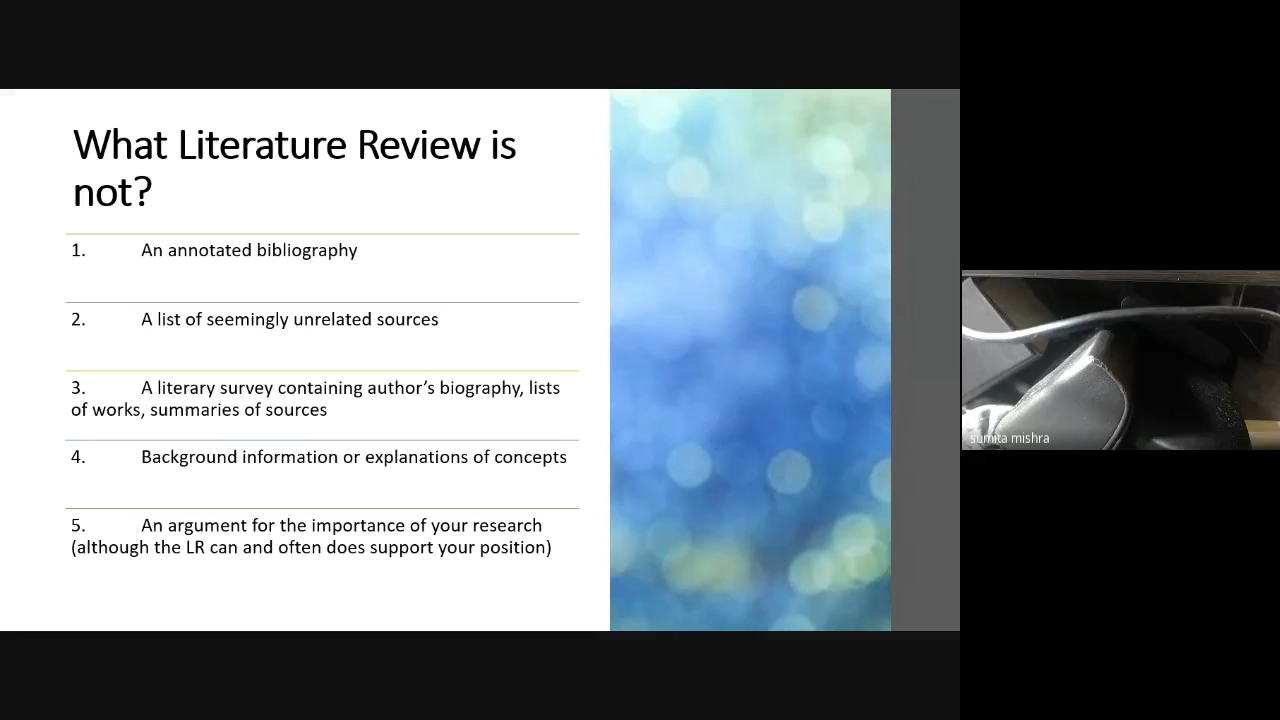 What Literature Review is
not?
1. An annotated bibliography
2. A list of seemingly unrelated sources
3. A literary survey containing author’s biography, lists
of works, summaries of sources
4. Background information or explanations of concepts
5. An argument for the importance of your research
(although the LR can and often does support your position)
sumita mishra